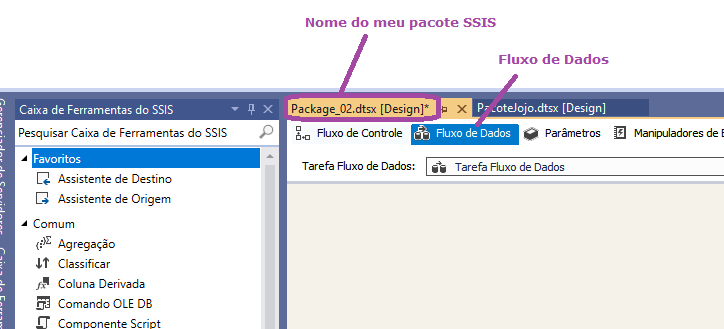 Nome do meu pacote SSIS
Fluxo de Dados
Caixa de Ferramentas do SSIS
Package_02.dtsx [Design]*
PacoteJojo.dtsx [Design]
Pesquisar Caixa de Ferramentas do SSIS
Fluxo de Controle
Fluxo de Dados
Parâmetros
Manipuladores de
Favoritos
Tarefa Fluxo de Dados:
Tarefa Fluxo de Dados
Assistente de Destino
Assistente de Origem
Comum
Agregação
Classificar
Coluna Derivada
Comando OLE DB
Componente Script